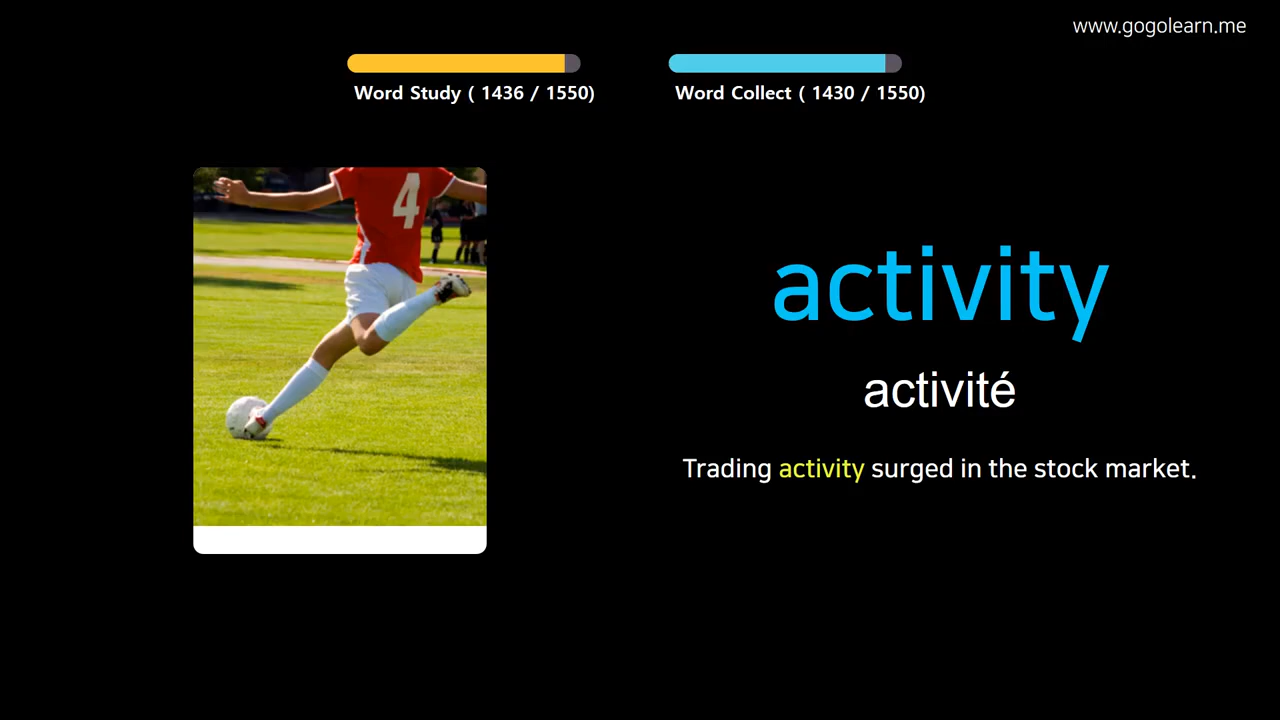 www.gogolearn.me
Word Study ( 1436 / 1550)
Word Collect ( 1430 / 1550)
4
activity
activité
Trading activity surged in the stock market.